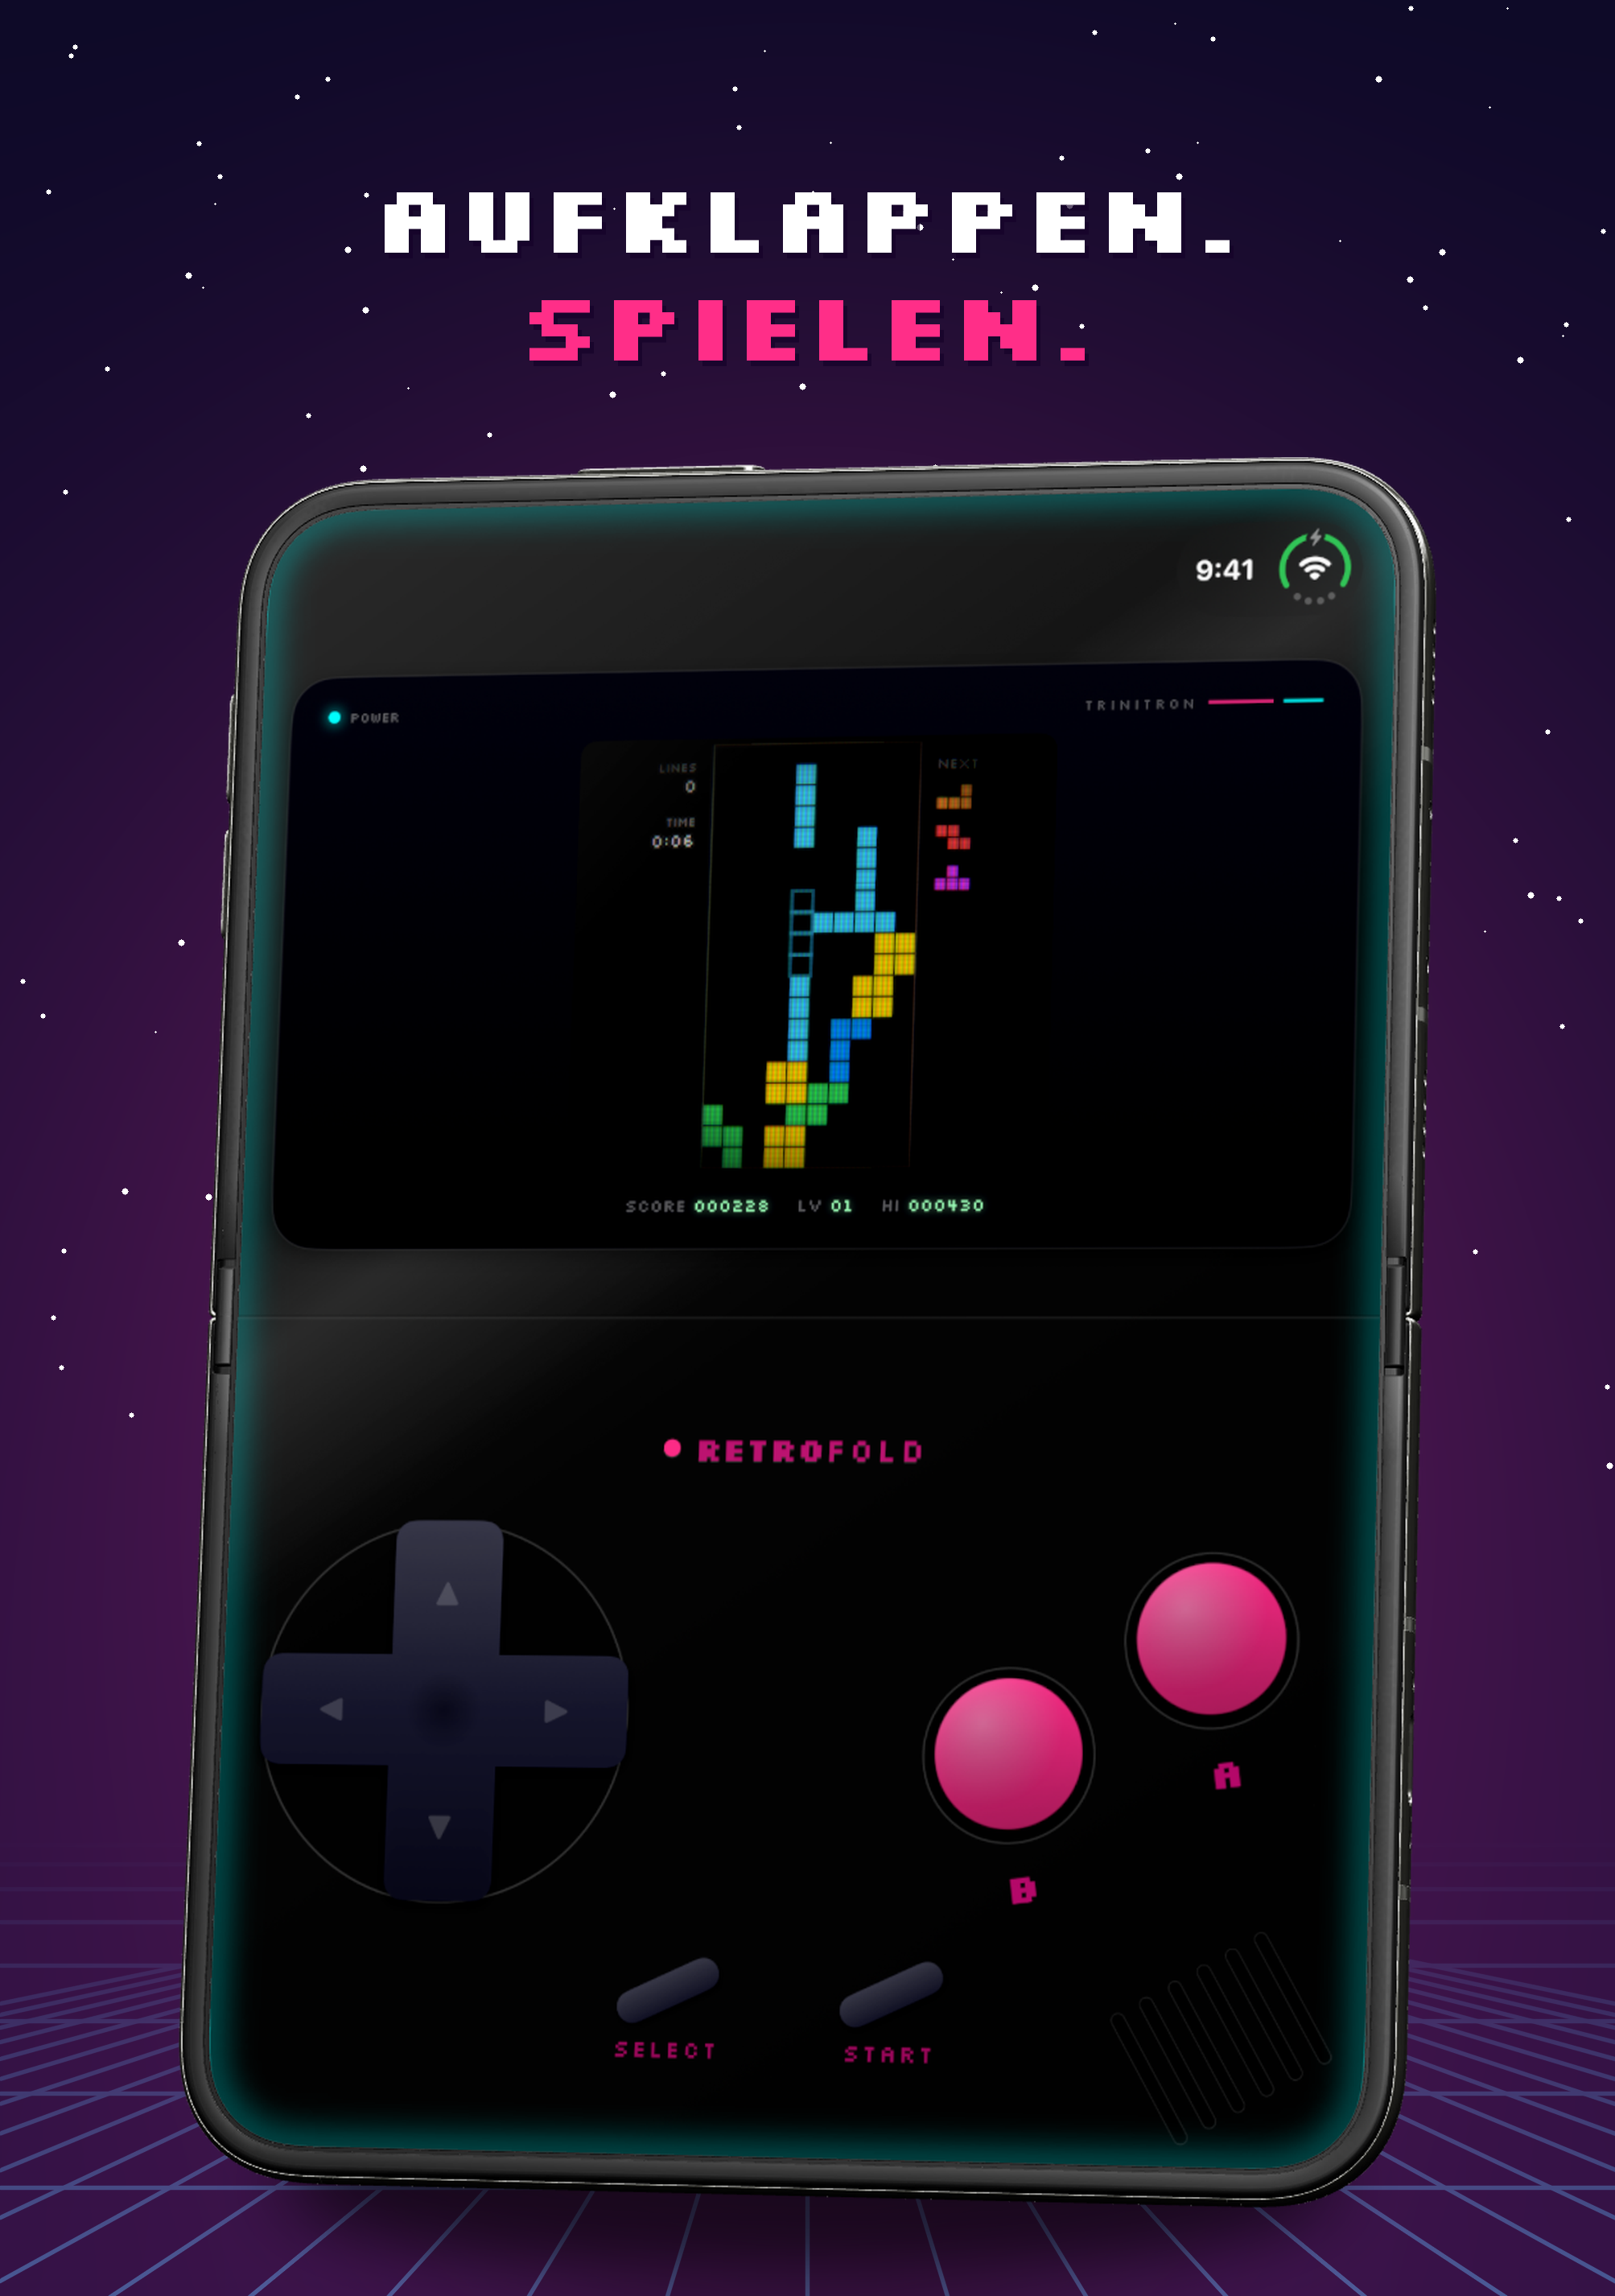 AUFKLAPPEN.
SPIELEN.
9:41
POWER
TRINITRON
LINES
0
TIME
0:06
NEXT
SCORE 000228 LV 01 HI 000430
RETROFOLD
A
B
SELECT
START